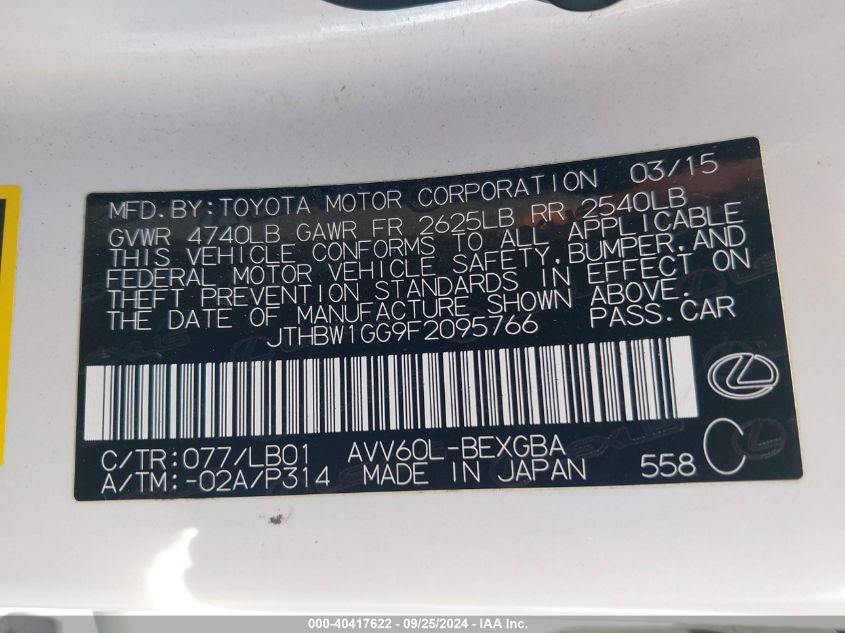 MFD. BY: TOYOTA MOTOR CORPORATION 03/15
GVWR 4740LB GAWR FR 2625LB RR 2540LB
THIS VEHICLE CONFORMS TO ALL APPLICABLE
FEDERAL MOTOR VEHICLE SAFETY, BUMPER, AND
THEFT PREVENTION STANDARDS IN EFFECT ON
THE DATE OF MANUFACTURE SHOWN ABOVE.
JTHBW1GG9F2095766 PASS. CAR
C/TR: 077/LB01 AVV60L-BEXGBA
A/TM: -02A/P314 MADE IN JAPAN 558 C
000-40417622 - 09/25/2024 - IAA Inc.